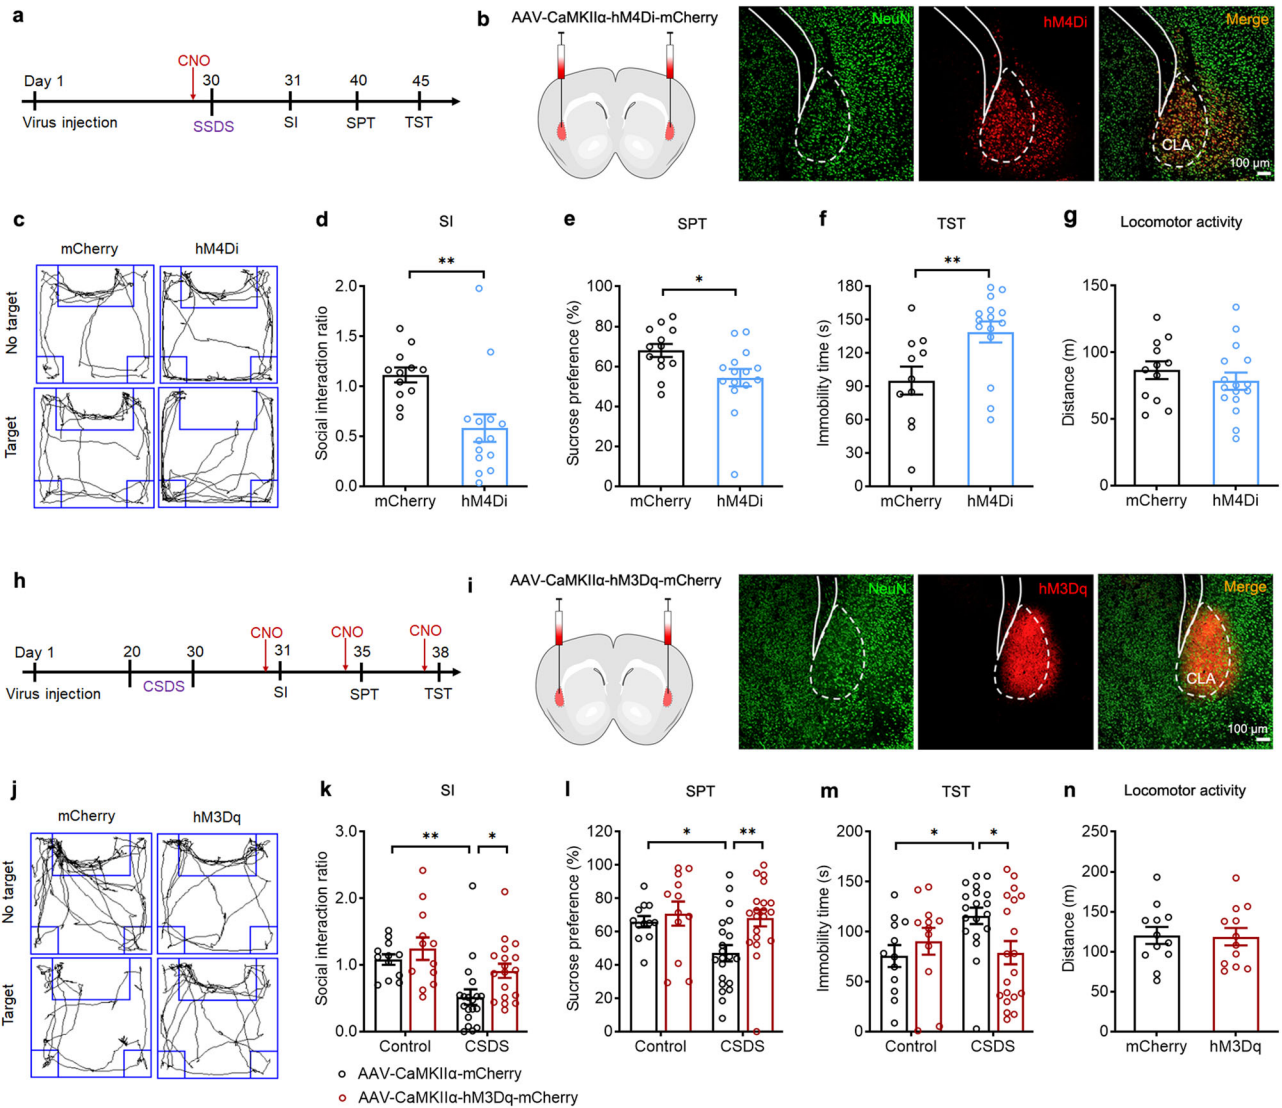 a
CNO
Day 1 30 31 40 45
Virus injection SSDS SI SPT TST
b
AAV-CaMKIIα-hM4Di-mCherry
NeuN
hM4Di
Merge
CLA
100 µm
c
mCherry hM4Di
No target
Target
d
SI
**
Social interaction ratio
2.0
1.5
1.0
0.5
0.0
mCherry hM4Di
e
SPT
*
Sucrose preference (%)
100
80
60
40
20
0
mCherry hM4Di
f
TST
**
Immobility time (s)
180
150
120
90
60
30
0
mCherry hM4Di
g
Locomotor activity
Distance (m)
150
100
50
0
mCherry hM4Di
h
CNO CNO CNO
Day 1 20 30 31 35 38
Virus injection CSDS SI SPT TST
i
AAV-CaMKIIα-hM3Dq-mCherry
NeuN
hM3Dq
Merge
CLA
100 µm
j
mCherry hM3Dq
No target
Target
k
SI
** *
Social interaction ratio
3.0
2.0
1.0
0.0
Control CSDS
l
SPT
* **
Sucrose preference (%)
120
100
80
60
40
20
0
Control CSDS
m
TST
* *
Immobility time (s)
200
150
100
50
0
Control CSDS
n
Locomotor activity
Distance (m)
250
200
150
100
50
0
mCherry hM3Dq
AAV-CaMKIIα-mCherry
AAV-CaMKIIα-hM3Dq-mCherry